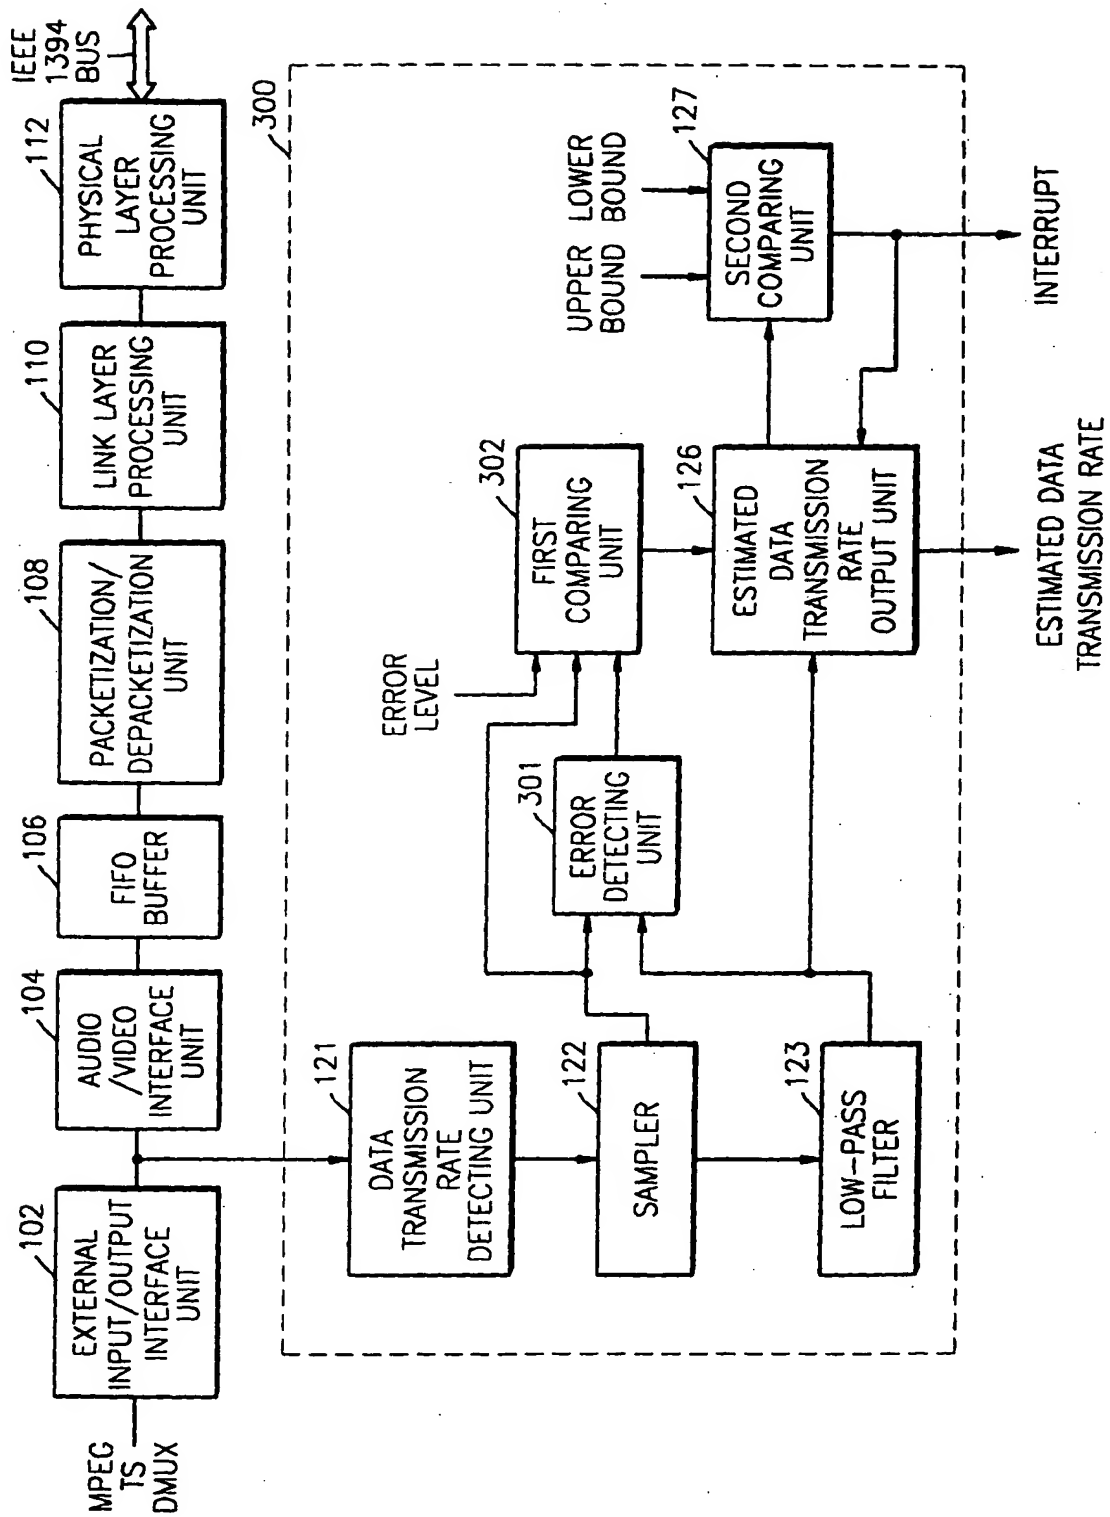 MPEG
TS
DMUX
102
EXTERNAL
INPUT/OUTPUT
INTERFACE
UNIT
104
AUDIO
/VIDEO
INTERFACE
UNIT
106
FIFO
BUFFER
108
PACKETIZATION/
DEPACKETIZATION
UNIT
110
LINK LAYER
PROCESSING
UNIT
112
PHYSICAL
LAYER
PROCESSING
UNIT
IEEE
1394
BUS
300
121
DATA
TRANSMISSION
RATE
DETECTING UNIT
122
SAMPLER
123
LOW-PASS
FILTER
301
ERROR
DETECTING
UNIT
ERROR
LEVEL
302
FIRST
COMPARING
UNIT
126
ESTIMATED
DATA
TRANSMISSION
RATE
OUTPUT UNIT
UPPER
BOUND
LOWER
BOUND
127
SECOND
COMPARING
UNIT
ESTIMATED DATA
TRANSMISSION RATE
INTERRUPT